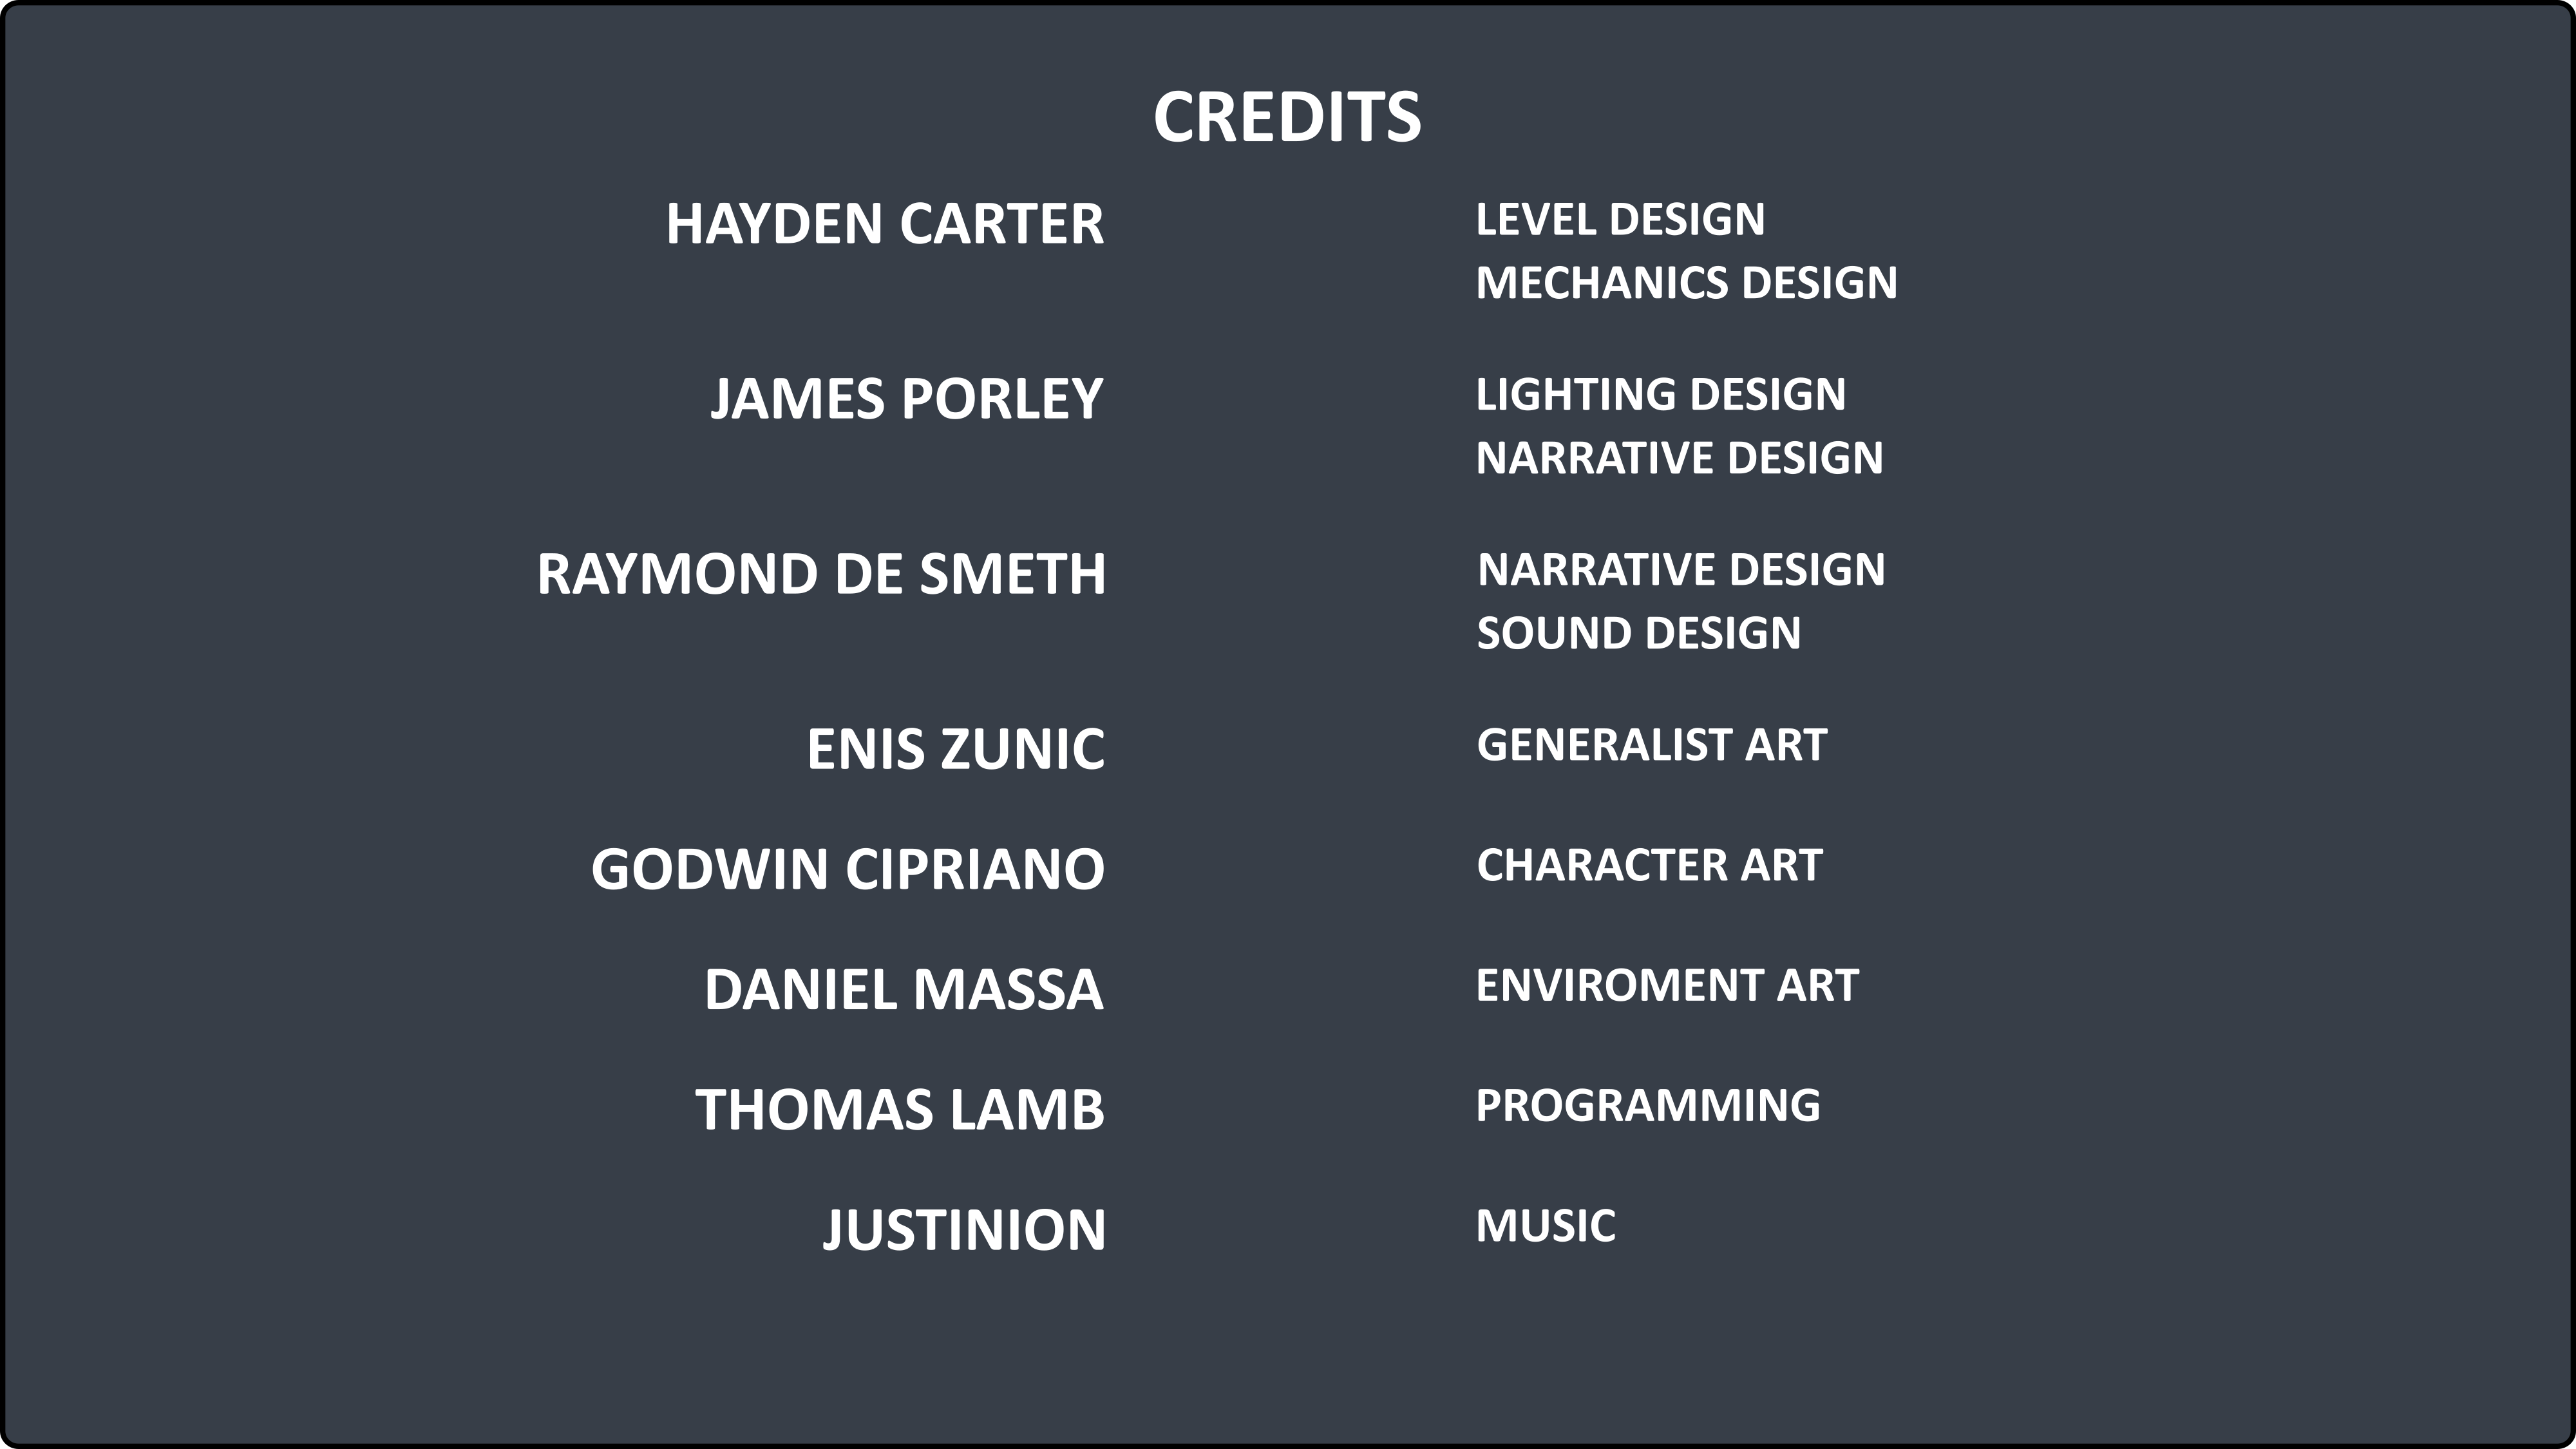 CREDITS
HAYDEN CARTER LEVEL DESIGN
MECHANICS DESIGN
JAMES PORLEY LIGHTING DESIGN
NARRATIVE DESIGN
RAYMOND DE SMETH NARRATIVE DESIGN
SOUND DESIGN
ENIS ZUNIC GENERALIST ART
GODWIN CIPRIANO CHARACTER ART
DANIEL MASSA ENVIROMENT ART
THOMAS LAMB PROGRAMMING
JUSTINION MUSIC